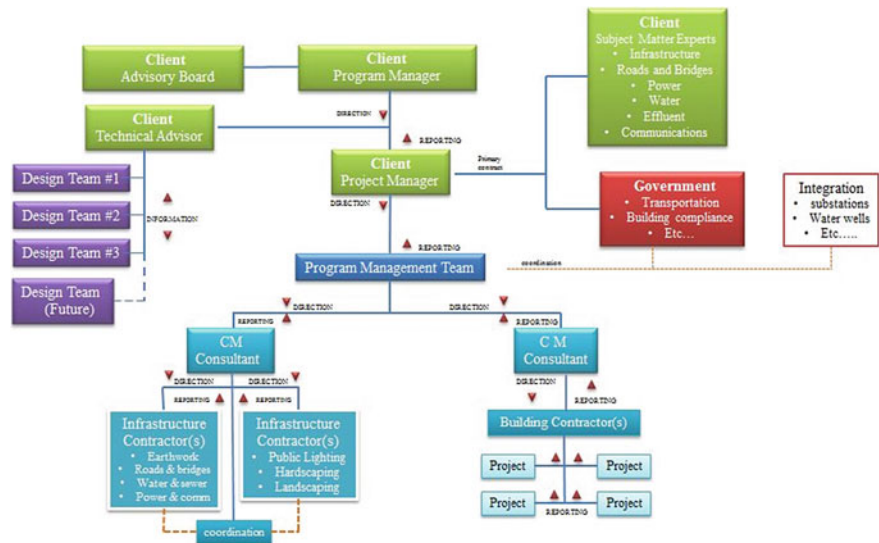 Client
Advisory Board
Client
Program Manager
Client
Subject Matter Experts
• Infrastructure
• Roads and Bridges
• Power
• Water
• Effluent
• Communications
Client
Technical Advisor
DIRECTION
REPORTING
Client
Project Manager
Primary
contract
DIRECTION
REPORTING
Design Team #1
Design Team #2
Design Team #3
Design Team
(Future)
INFORMATION
Government
• Transportation
• Building compliance
• Etc...
Integration
• substations
• Water wells
• Etc.....
Program Management Team
coordination
DIRECTION
REPORTING
DIRECTION
REPORTING
CM
Consultant
C M
Consultant
DIRECTION
REPORTING
DIRECTION
REPORTING
DIRECTION
REPORTING
Infrastructure
Contractor(s)
• Earthwork
• Roads & bridges
• Water & sewer
• Power & comm
Infrastructure
Contractor(s)
• Public Lighting
• Hardscaping
• Landscaping
coordination
Building Contractor(s)
Project
Project
Project
Project
REPORTING